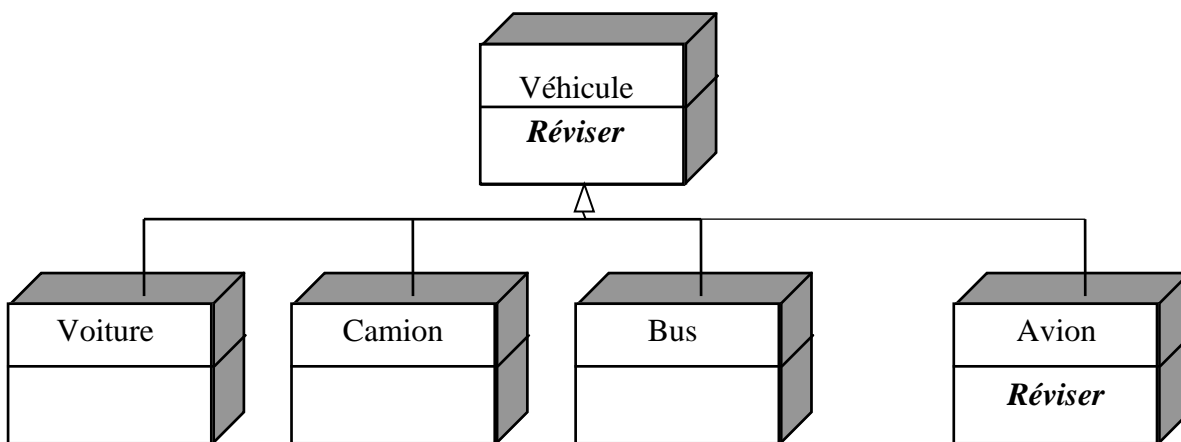 Véhicule
Réviser
Voiture
Camion
Bus
Avion
Réviser